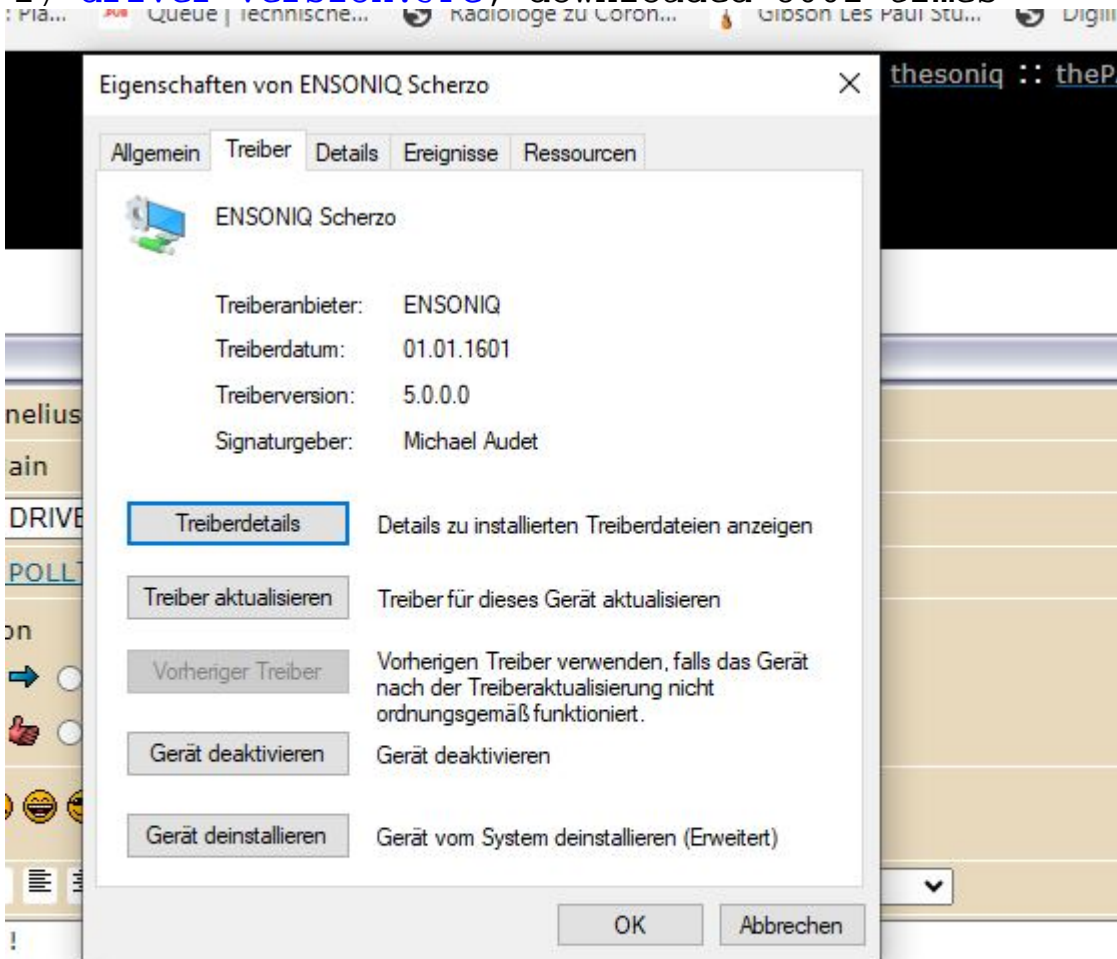 Queue | Technische...
Radiologe zu Coron...
Gibson Les Paul Stu...
Eigenschaften von ENSONIQ Scherzo
thesoniq :: theP
Allgemein Treiber Details Ereignisse Ressourcen
ENSONIQ Scherzo
Treiberanbieter: ENSONIQ
Treiberdatum: 01.01.1601
Treiberversion: 5.0.0.0
nelius
Signaturgeber: Michael Audet
ain
DRIVE
Treiberdetails Details zu installierten Treiberdateien anzeigen
POLL
Treiber aktualisieren Treiber für dieses Gerät aktualisieren
on
Vorheriger Treiber Vorherigen Treiber verwenden, falls das Gerät
nach der Treiberaktualisierung nicht
ordnungsgemäß funktioniert.
Gerät deaktivieren Gerät deaktivieren
Gerät deinstallieren Gerät vom System deinstallieren (Erweitert)
OK Abbrechen
!